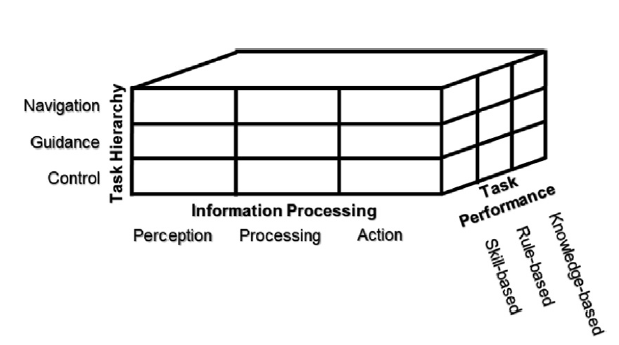 Navigation
Guidance
Control
Task Hierarchy
Information Processing
Perception Processing Action
Task
Performance
Skill-based
Rule-based
Knowledge-based